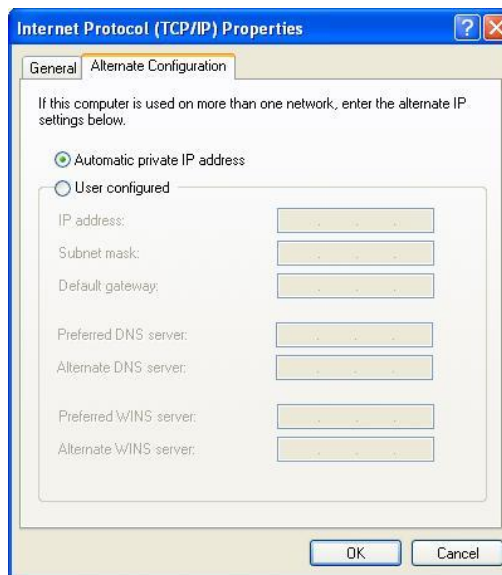 Internet Protocol (TCP/IP) Properties
General
Alternate Configuration
If this computer is used on more than one network, enter the alternate IP
settings below.
Automatic private IP address
User configured
IP address:
Subnet mask:
Default gateway:
Preferred DNS server:
Alternate DNS server:
Preferred WINS server:
Alternate WINS server:
OK
Cancel